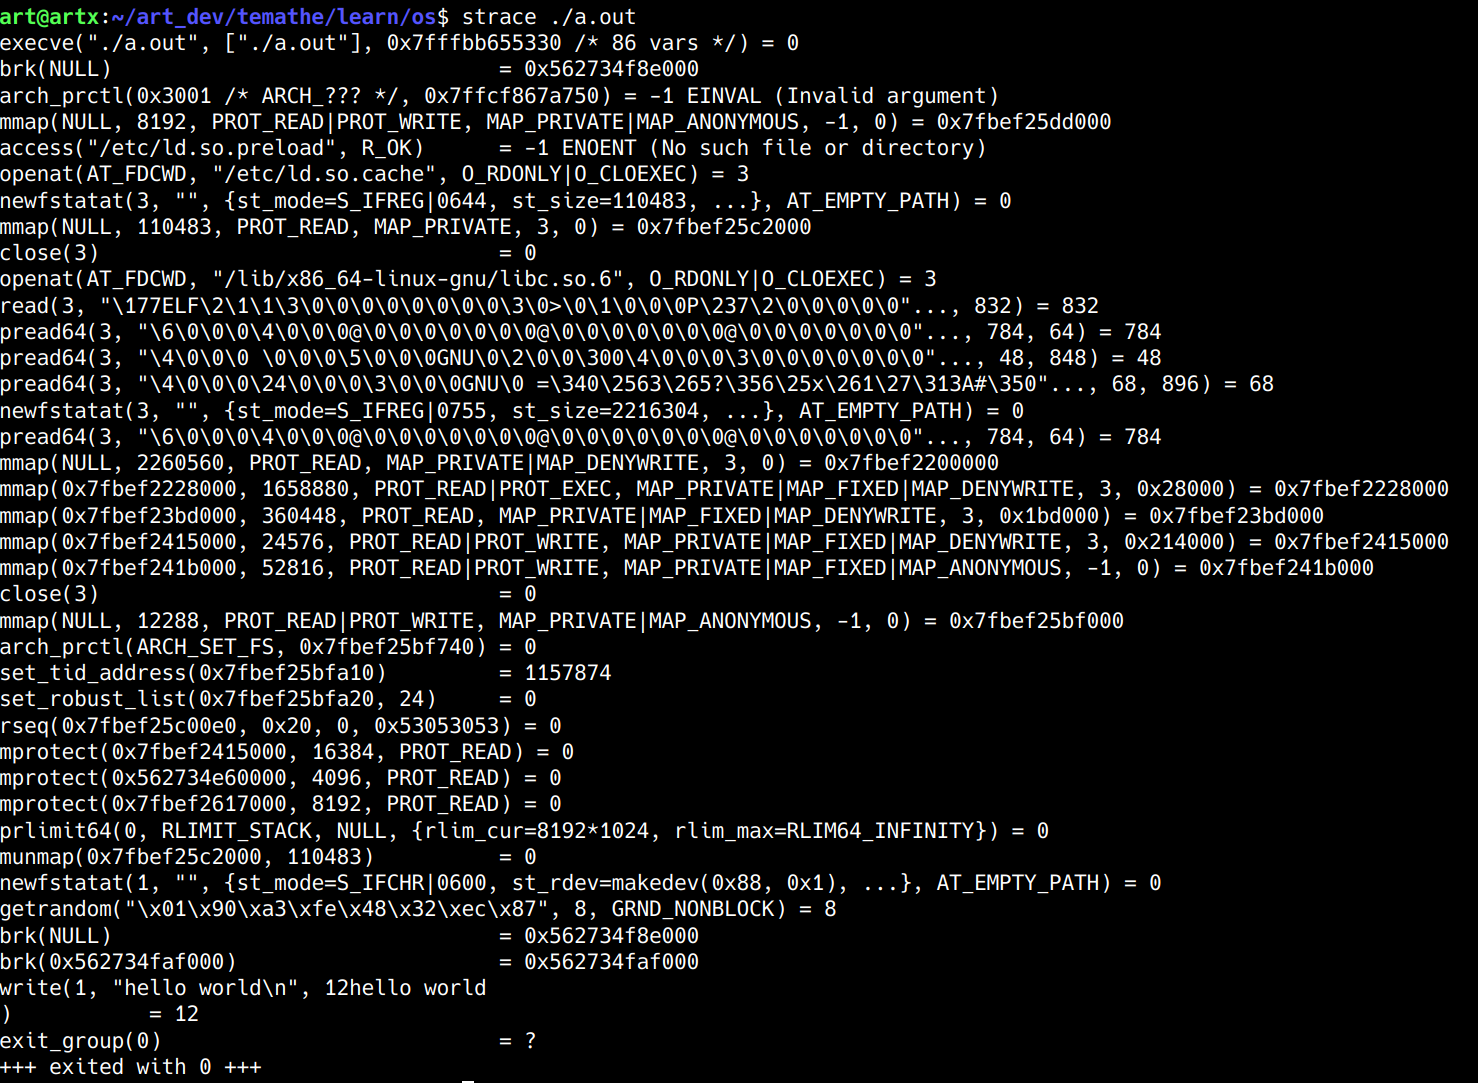 art@artx:~/art_dev/temathe/learn/os$ strace ./a.out
execve("./a.out", ["./a.out"], 0x7fffbb655330 /* 86 vars */) = 0
brk(NULL)                               = 0x562734f8e000
arch_prctl(0x3001 /* ARCH_??? */, 0x7ffcf867a750) = -1 EINVAL (Invalid argument)
mmap(NULL, 8192, PROT_READ|PROT_WRITE, MAP_PRIVATE|MAP_ANONYMOUS, -1, 0) = 0x7fbef25dd000
access("/etc/ld.so.preload", R_OK)      = -1 ENOENT (No such file or directory)
openat(AT_FDCWD, "/etc/ld.so.cache", O_RDONLY|O_CLOEXEC) = 3
newfstatat(3, "", {st_mode=S_IFREG|0644, st_size=110483, ...}, AT_EMPTY_PATH) = 0
mmap(NULL, 110483, PROT_READ, MAP_PRIVATE, 3, 0) = 0x7fbef25c2000
close(3)                                = 0
openat(AT_FDCWD, "/lib/x86_64-linux-gnu/libc.so.6", O_RDONLY|O_CLOEXEC) = 3
read(3, "\177ELF\2\1\1\3\0\0\0\0\0\0\0\0\3\0>\0\1\0\0\0P\237\2\0\0\0\0\0"..., 832) = 832
pread64(3, "\6\0\0\0\4\0\0\0@\0\0\0\0\0\0\0@\0\0\0\0\0\0\0@\0\0\0\0\0\0\0"..., 784, 64) = 784
pread64(3, "\4\0\0\0 \0\0\0\5\0\0\0GNU\0\2\0\0\300\4\0\0\0\3\0\0\0\0\0\0\0"..., 48, 848) = 48
pread64(3, "\4\0\0\0\24\0\0\0\3\0\0\0GNU\0 =\340\2563\265?\356\25x\261\27\313A#\350"..., 68, 896) = 68
newfstatat(3, "", {st_mode=S_IFREG|0755, st_size=2216304, ...}, AT_EMPTY_PATH) = 0
pread64(3, "\6\0\0\0\4\0\0\0@\0\0\0\0\0\0\0@\0\0\0\0\0\0\0@\0\0\0\0\0\0\0"..., 784, 64) = 784
mmap(NULL, 2260560, PROT_READ, MAP_PRIVATE|MAP_DENYWRITE, 3, 0) = 0x7fbef2200000
mmap(0x7fbef2228000, 1658880, PROT_READ|PROT_EXEC, MAP_PRIVATE|MAP_FIXED|MAP_DENYWRITE, 3, 0x28000) = 0x7fbef2228000
mmap(0x7fbef23bd000, 360448, PROT_READ, MAP_PRIVATE|MAP_FIXED|MAP_DENYWRITE, 3, 0x1bd000) = 0x7fbef23bd000
mmap(0x7fbef2415000, 24576, PROT_READ|PROT_WRITE, MAP_PRIVATE|MAP_FIXED|MAP_DENYWRITE, 3, 0x214000) = 0x7fbef2415000
mmap(0x7fbef241b000, 52816, PROT_READ|PROT_WRITE, MAP_PRIVATE|MAP_FIXED|MAP_ANONYMOUS, -1, 0) = 0x7fbef241b000
close(3)                                = 0
mmap(NULL, 12288, PROT_READ|PROT_WRITE, MAP_PRIVATE|MAP_ANONYMOUS, -1, 0) = 0x7fbef25bf000
arch_prctl(ARCH_SET_FS, 0x7fbef25bf740) = 0
set_tid_address(0x7fbef25bfa10)         = 1157874
set_robust_list(0x7fbef25bfa20, 24)     = 0
rseq(0x7fbef25c00e0, 0x20, 0, 0x53053053) = 0
mprotect(0x7fbef2415000, 16384, PROT_READ) = 0
mprotect(0x562734e60000, 4096, PROT_READ) = 0
mprotect(0x7fbef2617000, 8192, PROT_READ) = 0
prlimit64(0, RLIMIT_STACK, NULL, {rlim_cur=8192*1024, rlim_max=RLIM64_INFINITY}) = 0
munmap(0x7fbef25c2000, 110483)          = 0
newfstatat(1, "", {st_mode=S_IFCHR|0600, st_rdev=makedev(0x88, 0x1), ...}, AT_EMPTY_PATH) = 0
getrandom("\x01\x90\xa3\xfe\x48\x32\xec\x87", 8, GRND_NONBLOCK) = 8
brk(NULL)                               = 0x562734f8e000
brk(0x562734faf000)                     = 0x562734faf000
write(1, "hello world\n", 12hello world
)           = 12
exit_group(0)                           = ?
+++ exited with 0 +++